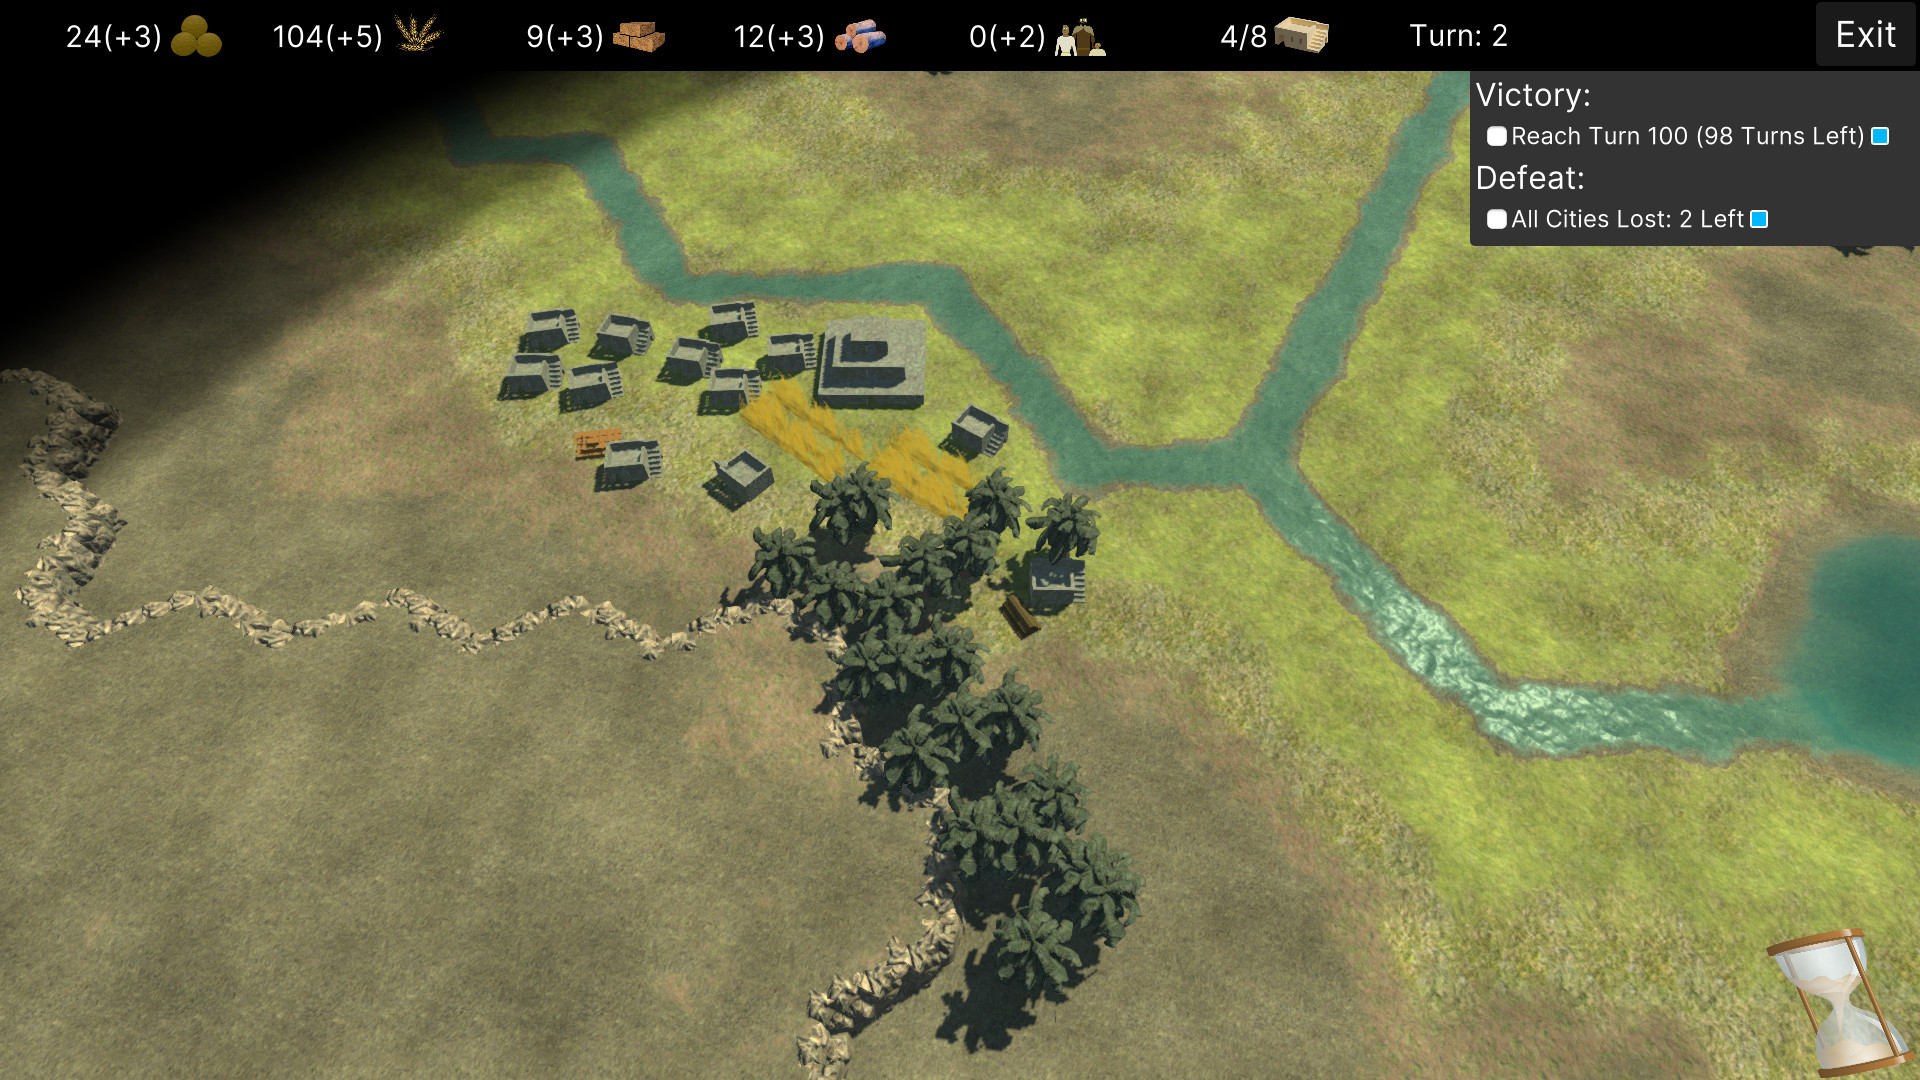 24(+3) 104(+5) 9(+3) 12(+3) 0(+2) 4/8 Turn: 2 Exit
Victory:
Reach Turn 100 (98 Turns Left)
Defeat:
All Cities Lost: 2 Left